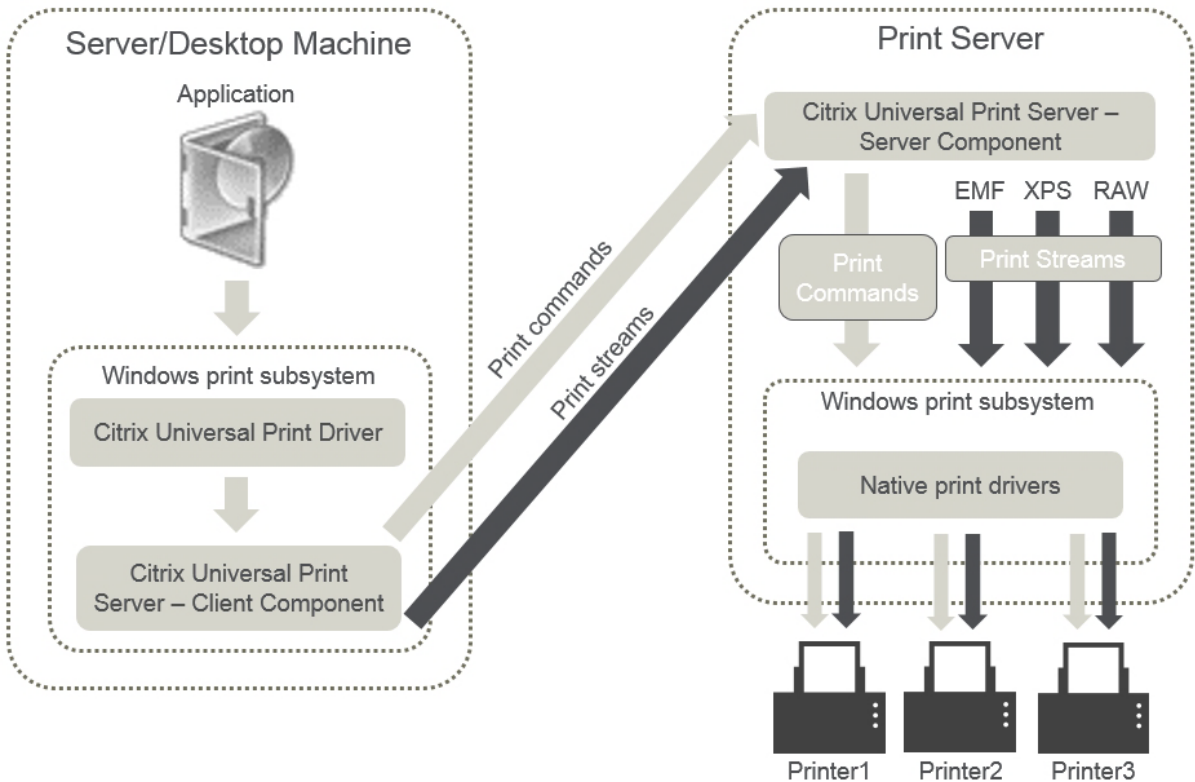 Server/Desktop Machine
Application
Windows print subsystem
Citrix Universal Print Driver
Citrix Universal Print
Server – Client Component
Print commands
Print streams
Print Server
Citrix Universal Print Server –
Server Component
EMF XPS RAW
Print
Commands
Print Streams
Windows print subsystem
Native print drivers
Printer1 Printer2 Printer3